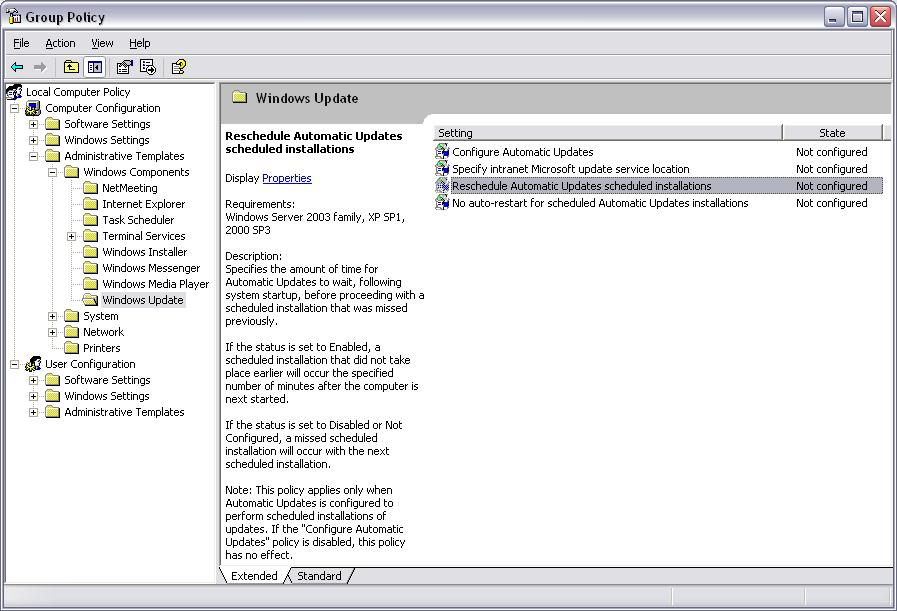 Group Policy
File Action View Help
Local Computer Policy
Computer Configuration
Software Settings
Windows Settings
Administrative Templates
Windows Components
NetMeeting
Internet Explorer
Task Scheduler
Terminal Services
Windows Installer
Windows Messenger
Windows Media Player
Windows Update
System
Network
Printers
User Configuration
Software Settings
Windows Settings
Administrative Templates
Windows Update
Reschedule Automatic Updates
scheduled installations
Display Properties
Requirements:
Windows Server 2003 family, XP SP1,
2000 SP3
Description:
Specifies the amount of time for
Automatic Updates to wait, following
system startup, before proceeding with a
scheduled installation that was missed
previously.
If the status is set to Enabled, a
scheduled installation that did not take
place earlier will occur the specified
number of minutes after the computer is
next started.
If the status is set to Disabled or Not
Configured, a missed scheduled
installation will occur with the next
scheduled installation.
Note: This policy applies only when
Automatic Updates is configured to
perform scheduled installations of
updates. If the "Configure Automatic
Updates" policy is disabled, this policy
has no effect.
Setting State
Configure Automatic Updates Not configured
Specify intranet Microsoft update service location Not configured
Reschedule Automatic Updates scheduled installations Not configured
No auto-restart for scheduled Automatic Updates installations Not configured
Extended Standard